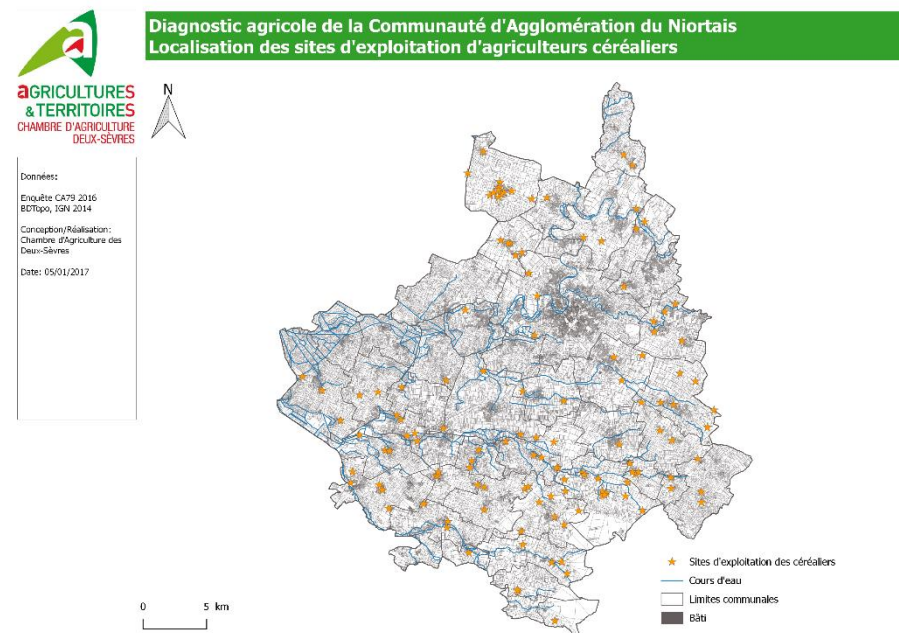 Diagnostic agricole de la Communauté d'Agglomération du Niortais
Localisation des sites d'exploitation d'agriculteurs céréaliers
aGRICULTURES
& TERRITOIRES
CHAMBRE D'AGRICULTURE
DEUX-SÈVRES
N
Données:
Enquête CA79 2016
BDTopo, IGN 2014
Conception/Réalisation:
Chambre d'Agriculture des
Deux-Sèvres
Date: 05/01/2017
Sites d'exploitation des céréaliers
Cours d'eau
Limites communales
Bâti
0 5 km